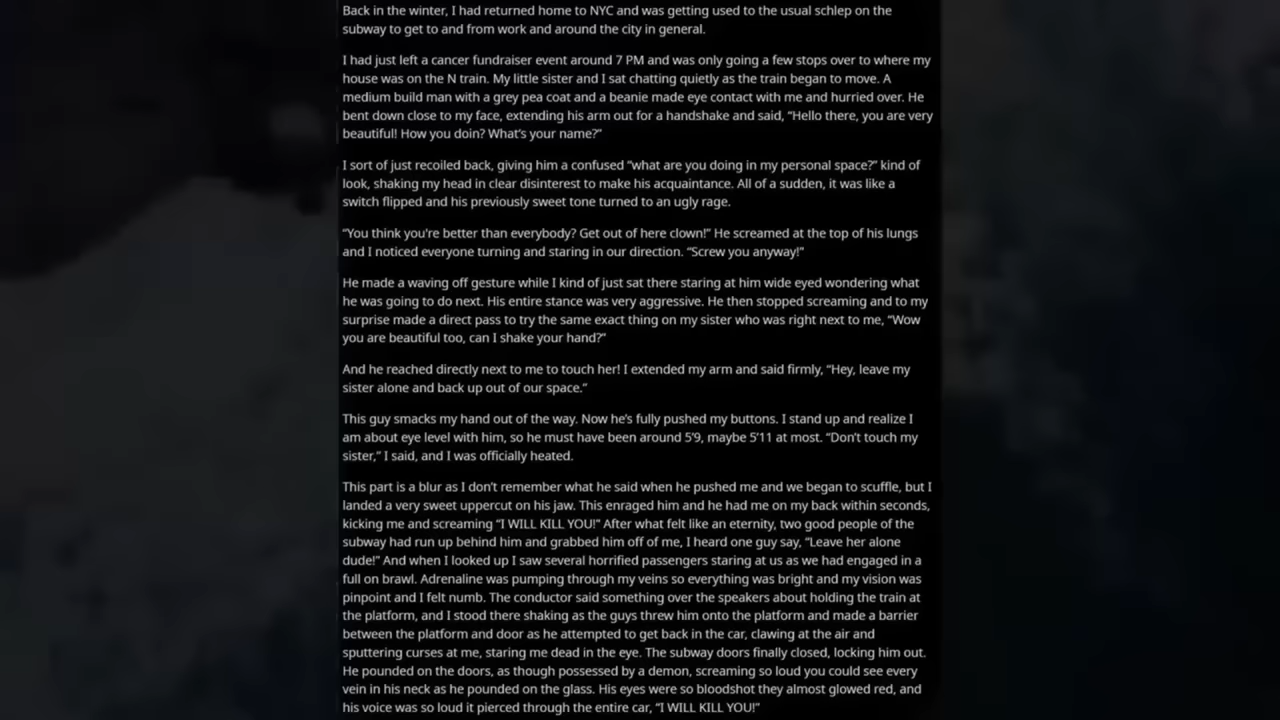 Back in the winter, I had returned home to NYC and was getting used to the usual schlep on the
subway to get to and from work and around the city in general.
I had just left a cancer fundraiser event around 7 PM and was only going a few stops over to where my
house was on the N train. My little sister and I sat chatting quietly as the train began to move. A
medium build man with a grey pea coat and a beanie made eye contact with me and hurried over. He
bent down close to my face, extending his arm out for a handshake and said, “Hello there, you are very
beautiful! How you doin? What’s your name?”
I sort of just recoiled back, giving him a confused “what are you doing in my personal space?” kind of
look, shaking my head in clear disinterest to make his acquaintance. All of a sudden, it was like a
switch flipped and his previously sweet tone turned to an ugly rage.
“You think you're better than everybody? Get out of here clown!” He screamed at the top of his lungs
and I noticed everyone turning and staring in our direction. “Screw you anyway!”
He made a waving off gesture while I kind of just sat there staring at him wide eyed wondering what
he was going to do next. His entire stance was very aggressive. He then stopped screaming and to my
surprise made a direct pass to try the same exact thing on my sister who was right next to me, “Wow
you are beautiful too, can I shake your hand?”
And he reached directly next to me to touch her! I extended my arm and said firmly, “Hey, leave my
sister alone and back up out of our space.”
This guy smacks my hand out of the way. Now he’s fully pushed my buttons. I stand up and realize I
am about eye level with him, so he must have been around 5’9, maybe 5’11 at most. “Don’t touch my
sister,” I said, and I was officially heated.
This part is a blur as I don’t remember what he said when he pushed me and we began to scuffle, but I
landed a very sweet uppercut on his jaw. This enraged him and he had me on my back within seconds,
kicking me and screaming “I WILL KILL YOU!” After what felt like an eternity, two good people of the
subway had run up behind him and grabbed him off of me, I heard one guy say, “Leave her alone
dude!” And when I looked up I saw several horrified passengers staring at us as we had engaged in a
full on brawl. Adrenaline was pumping through my veins so everything was bright and my vision was
pinpoint and I felt numb. The conductor said something over the speakers about holding the train at
the platform, and I stood there shaking as the guys threw him onto the platform and made a barrier
between the platform and door as he attempted to get back in the car, clawing at the air and
sputtering curses at me, staring me dead in the eye. The subway doors finally closed, locking him out.
He pounded on the doors, as though possessed by a demon, screaming so loud you could see every
vein in his neck as he pounded on the glass. His eyes were so bloodshot they almost glowed red, and
his voice was so loud it pierced through the entire car, “I WILL KILL YOU!”